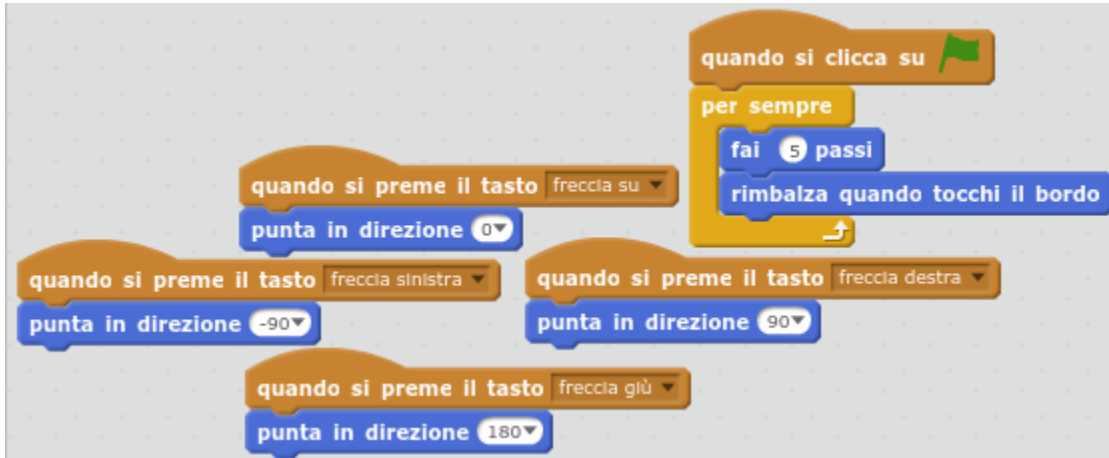 quando si clicca su
per sempre
fai 5 passi
rimbalza quando tocchi il bordo
quando si preme il tasto freccia su
punta in direzione 0
quando si preme il tasto freccia sinistra
punta in direzione -90
quando si preme il tasto freccia destra
punta in direzione 90
quando si preme il tasto freccia giù
punta in direzione 180